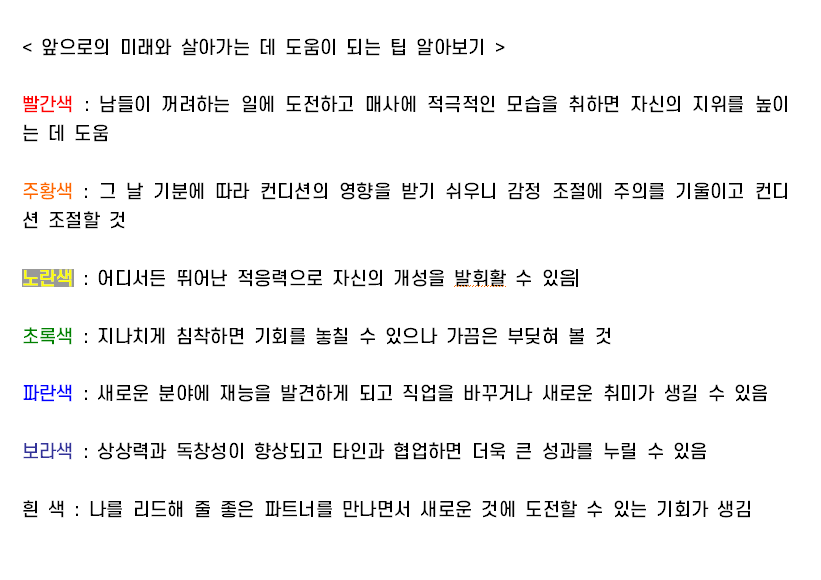 < 앞으로의 미래와 살아가는 데 도움이 되는 팁 알아보기 >
빨간색 : 남들이 꺼려하는 일에 도전하고 매사에 적극적인 모습을 취하면 자신의 지위를 높이
는 데 도움
주황색 : 그 날 기분에 따라 컨디션의 영향을 받기 쉬우니 감정 조절에 주의를 기울이고 컨디
션 조절할 것
노란색 : 어디서든 뛰어난 적응력으로 자신의 개성을 발휘활 수 있음
초록색 : 지나치게 침착하면 기회를 놓칠 수 있으나 가끔은 부딪혀 볼 것
파란색 : 새로운 분야에 재능을 발견하게 되고 직업을 바꾸거나 새로운 취미가 생길 수 있음
보라색 : 상상력과 독창성이 향상되고 타인과 협업하면 더욱 큰 성과를 누릴 수 있음
흰 색 : 나를 리드해 줄 좋은 파트너를 만나면서 새로운 것에 도전할 수 있는 기회가 생김